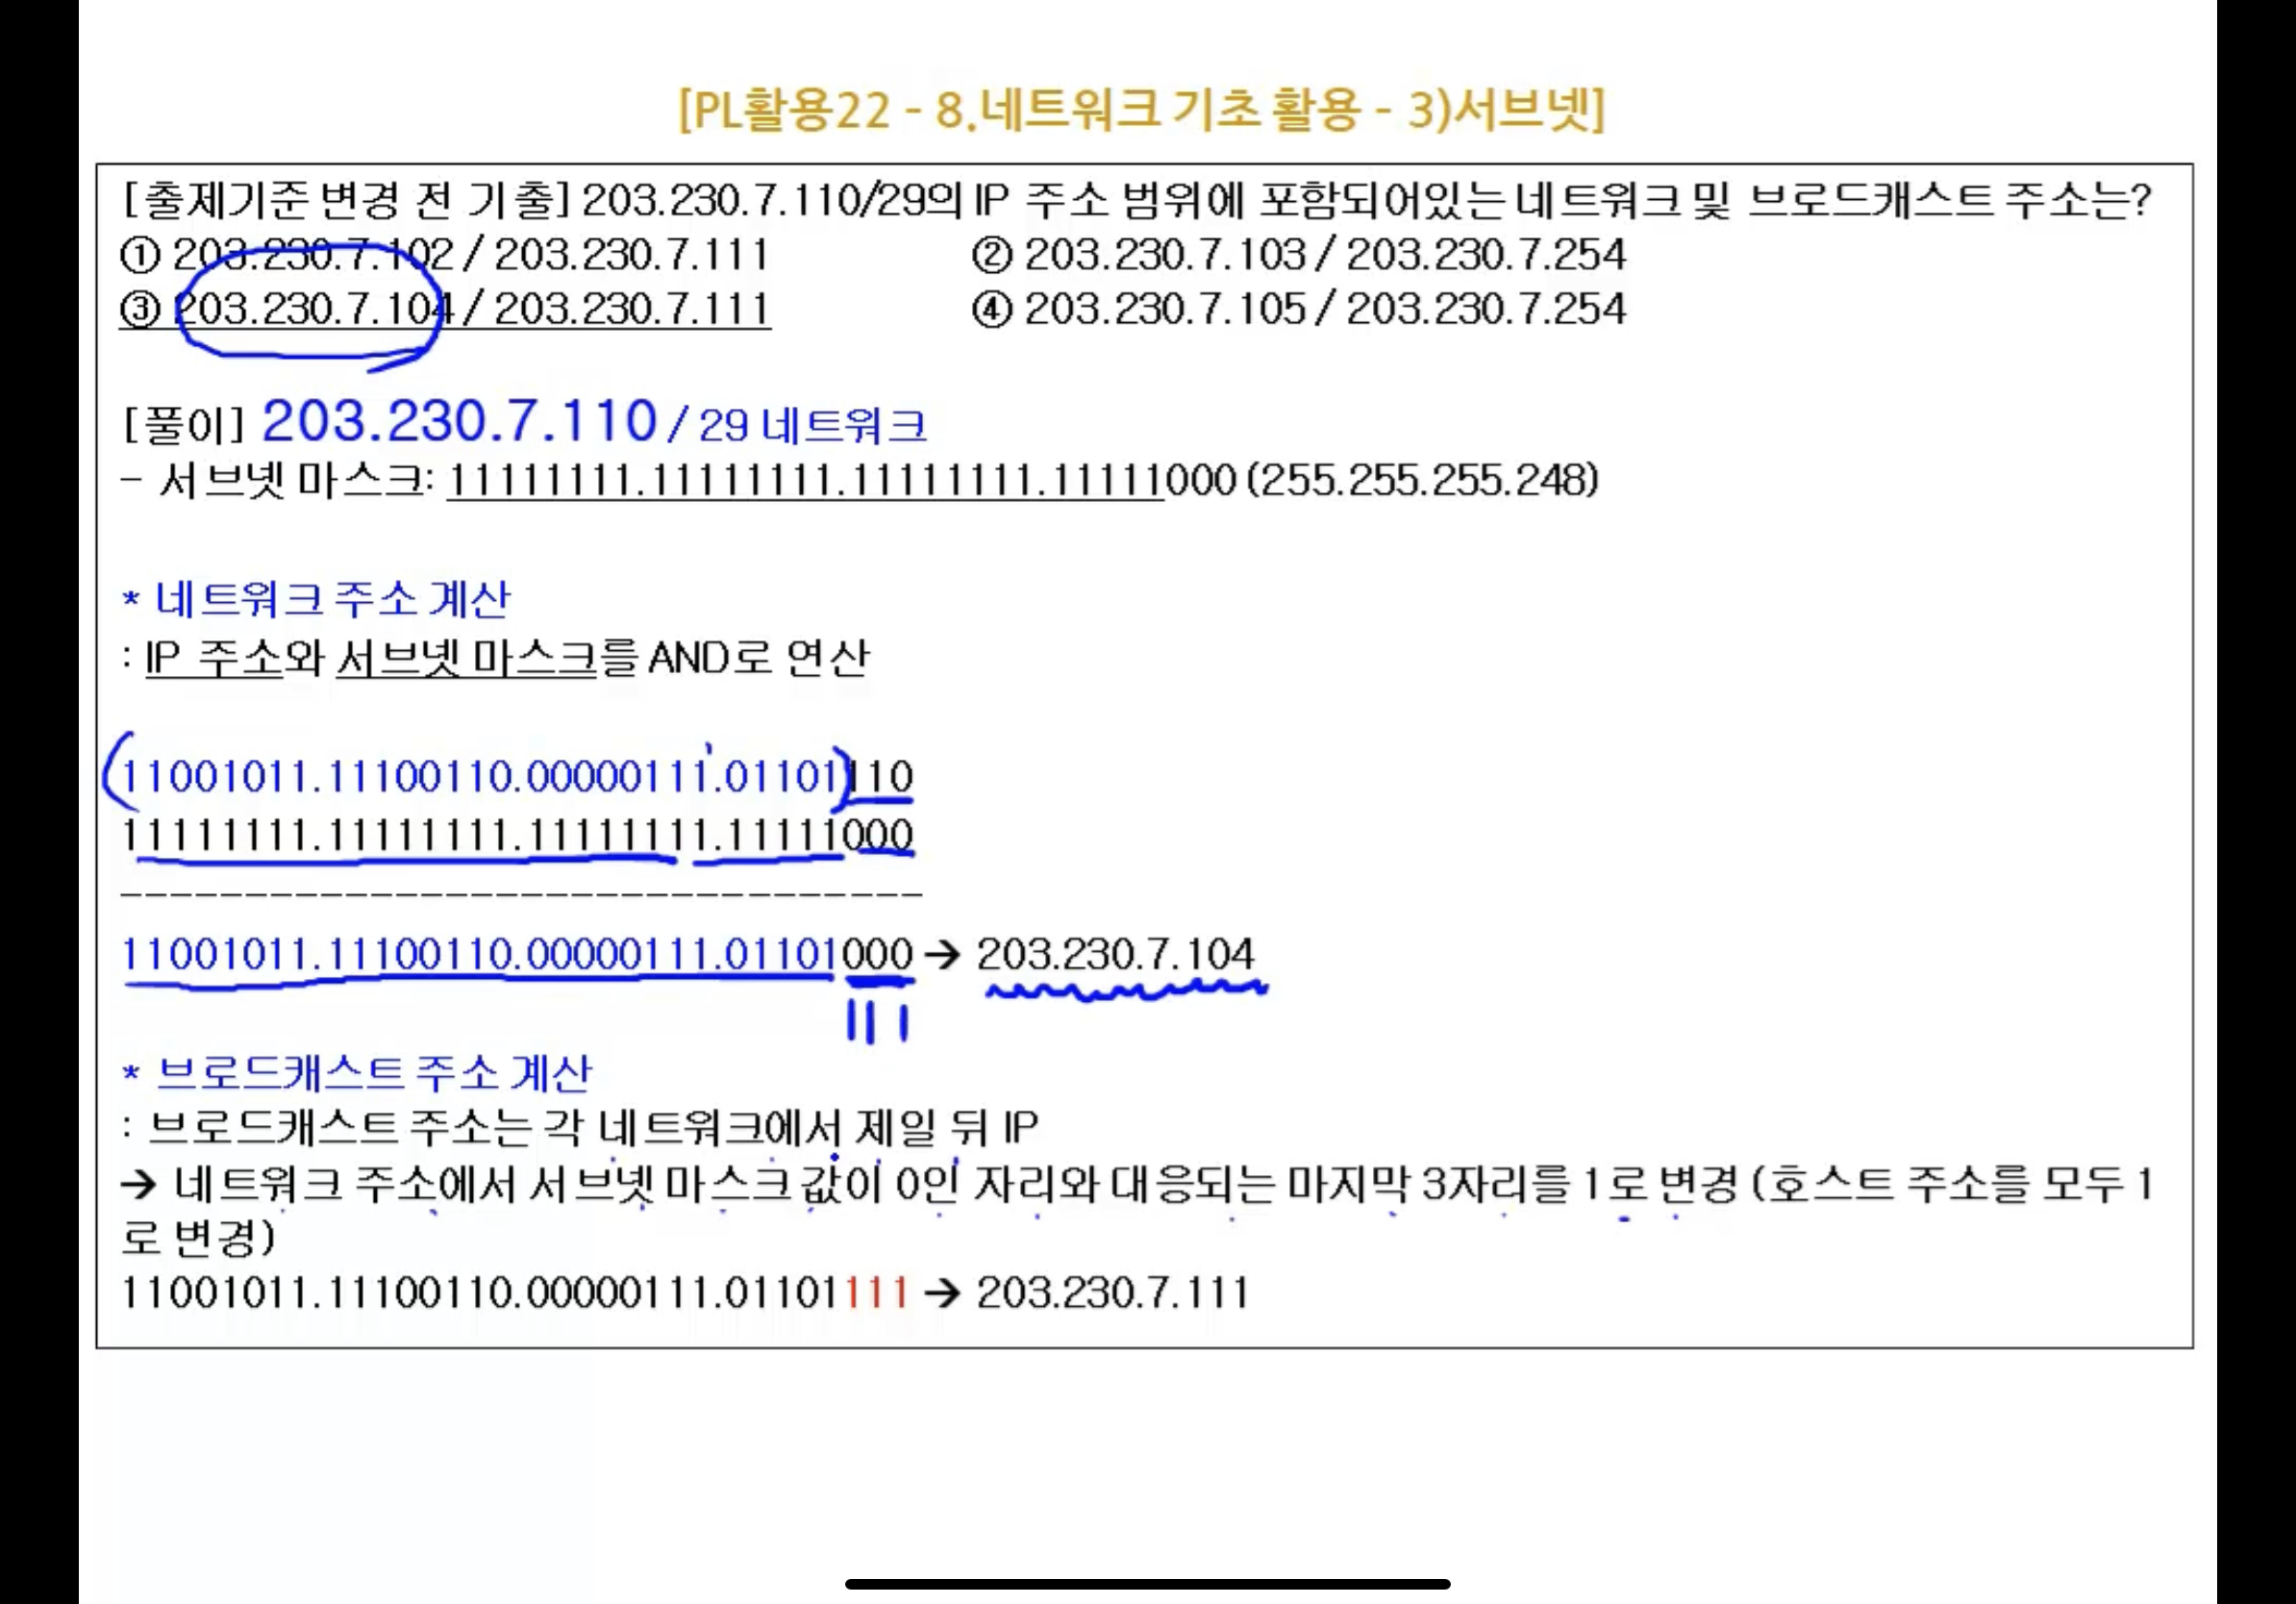 [PL활용22 - 8.네트워크 기초 활용 - 3)서브넷]
[출제기준 변경 전 기출] 203.230.7.110/29의 IP 주소 범위에 포함되어있는 네트워크 및 브로드캐스트 주소는?
① 203.230.7.102 / 203.230.7.111 ② 203.230.7.103 / 203.230.7.254
③ 203.230.7.104 / 203.230.7.111 ④ 203.230.7.105 / 203.230.7.254
[풀이] 203.230.7.110 / 29 네트워크
- 서브넷 마스크: 11111111.11111111.11111111.11111000 (255.255.255.248)
* 네트워크 주소 계산
: IP 주소와 서브넷 마스크를 AND로 연산
11001011.11100110.00000111.01101110
11111111.11111111.11111111.11111000
---------------------------------
11001011.11100110.00000111.01101000 → 203.230.7.104
111
* 브로드캐스트 주소 계산
: 브로드캐스트 주소는 각 네트워크에서 제일 뒤 IP
→ 네트워크 주소에서 서브넷 마스크 값이 0인 자리와 대응되는 마지막 3자리를 1로 변경 (호스트 주소를 모두 1
로 변경)
11001011.11100110.00000111.01101111 → 203.230.7.111